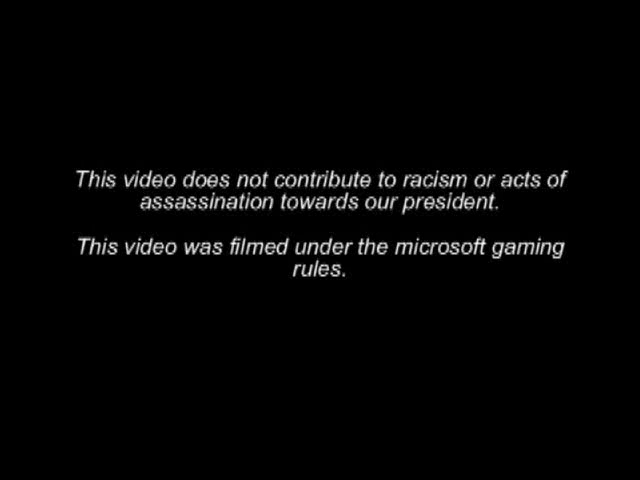 This video does not contribute to racism or acts of
assassination towards our president.
This video was filmed under the microsoft gaming
rules.